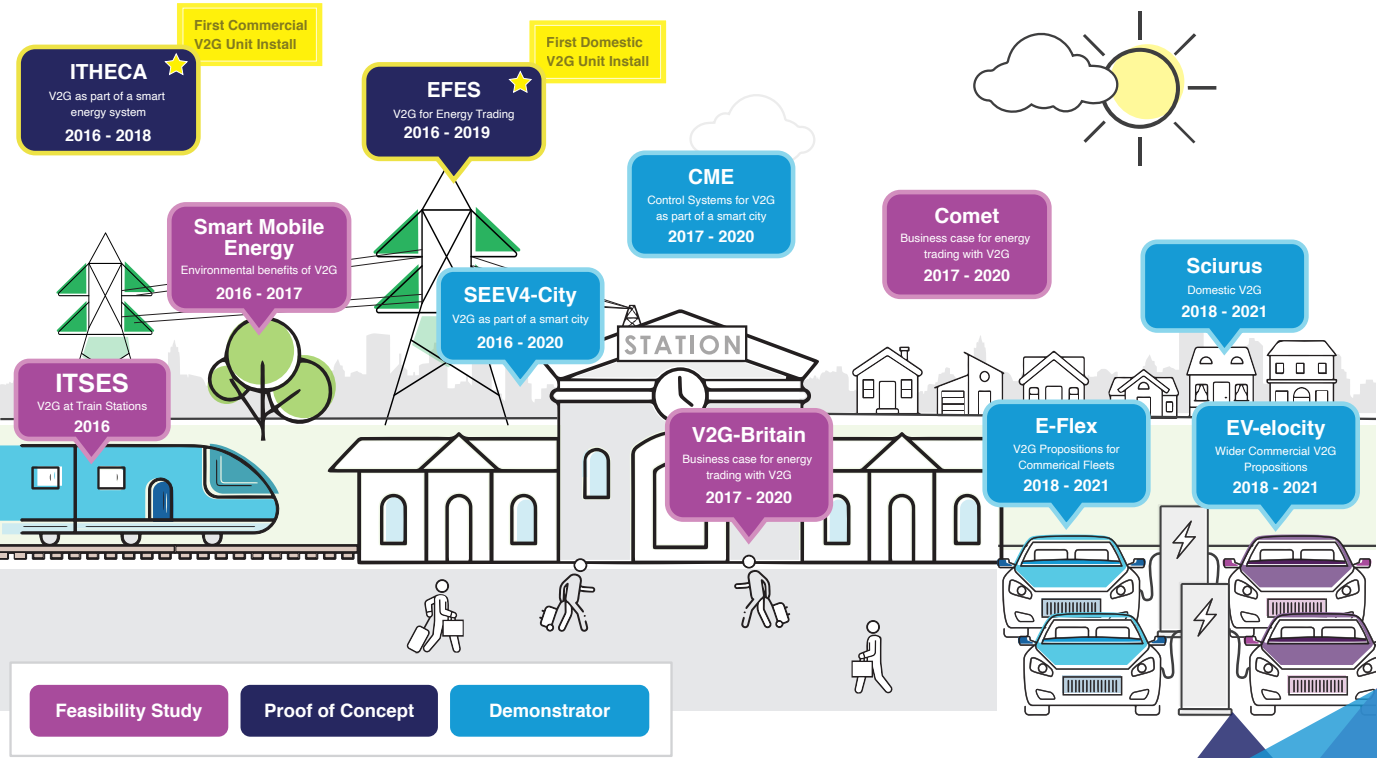 First Commercial
V2G Unit Install
ITHECA
V2G as part of a smart
energy system
2016 - 2018
First Domestic
V2G Unit Install
EFES
V2G for Energy Trading
2016 - 2019
CME
Control Systems for V2G
as part of a smart city
2017 - 2020
Comet
Business case for energy
trading with V2G
2017 - 2020
Smart Mobile
Energy
Environmental benefits of V2G
2016 - 2017
SEEV4-City
V2G as part of a smart city
2016 - 2020
Sciurus
Domestic V2G
2018 - 2021
STATION
ITSES
V2G at Train Stations
2016
V2G-Britain
Business case for energy
trading with V2G
2017 - 2020
E-Flex
V2G Propositions for
Commerical Fleets
2018 - 2021
EV-elocity
Wider Commercial V2G
Propositions
2018 - 2021
Feasibility Study
Proof of Concept
Demonstrator